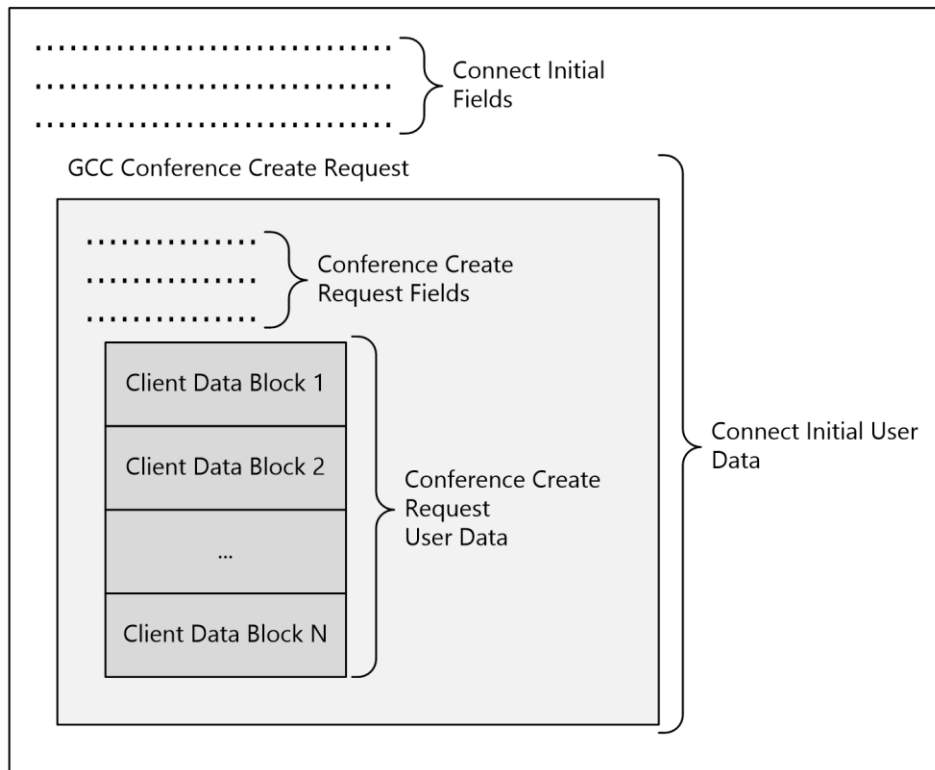 Connect Initial
Fields
GCC Conference Create Request
Conference Create
Request Fields
Client Data Block 1
Client Data Block 2
...
Client Data Block N
Conference Create
Request
User Data
Connect Initial User
Data